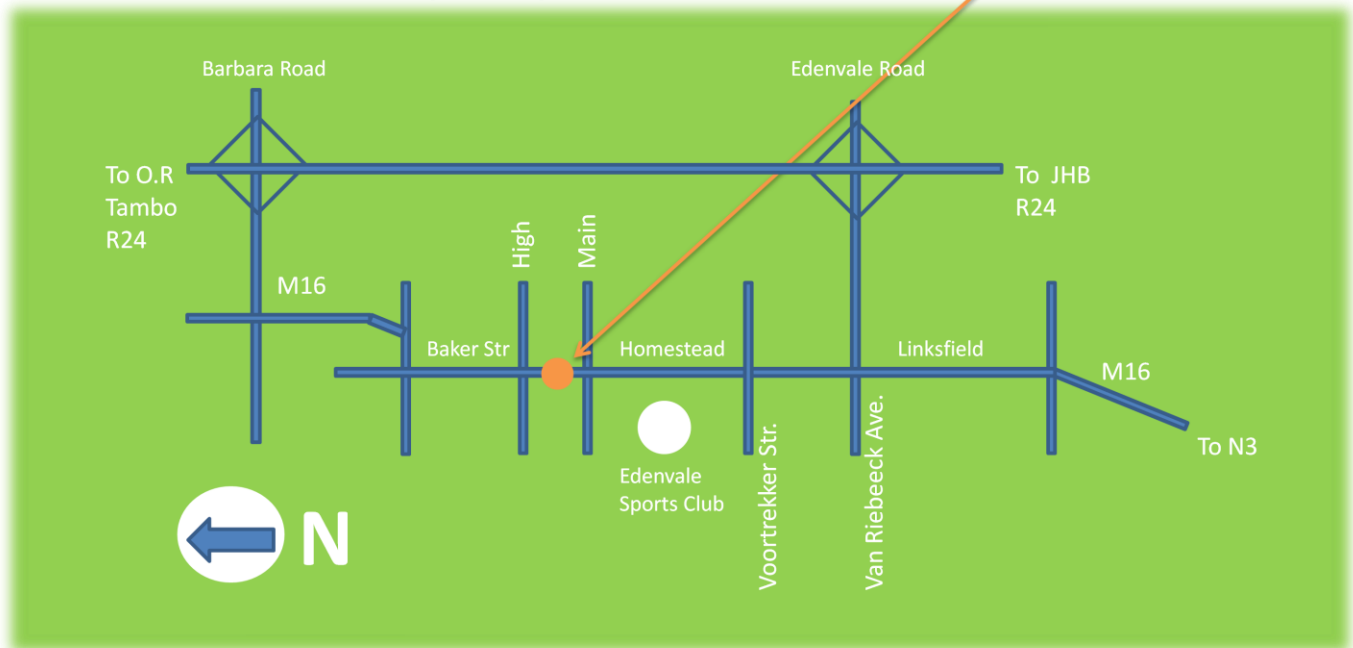 Barbara Road
Edenvale Road
To O.R
Tambo
R24
To JHB
R24
High
Main
M16
Baker Str
Homestead
Linksfield
M16
To N3
Edenvale
Sports Club
Voortrekker Str.
Van Riebeeck Ave.
N